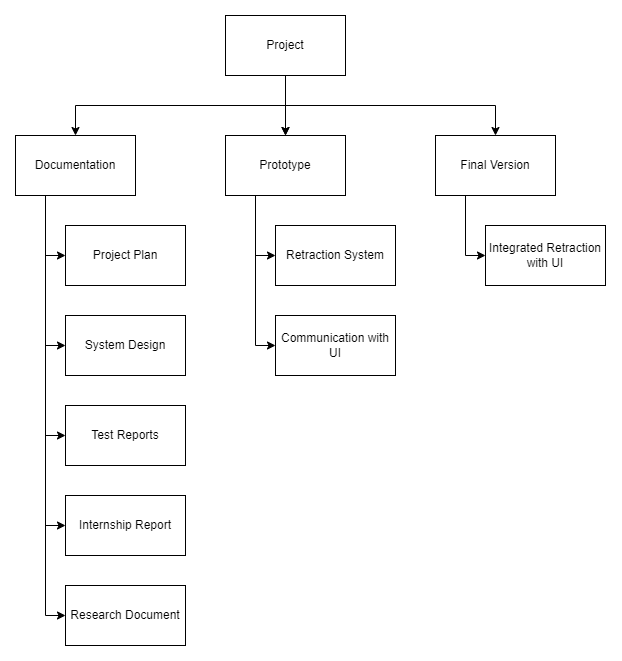 Project
Documentation
Prototype
Final Version
Project Plan
Retraction System
Integrated Retraction
with UI
System Design
Communication with
UI
Test Reports
Internship Report
Research Document